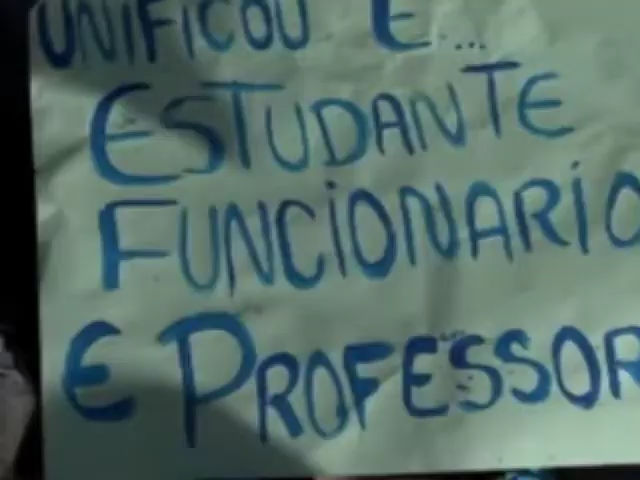 UNIFICOU E...
ESTUDANTE
FUNCIONARIO
E PROFESSOR